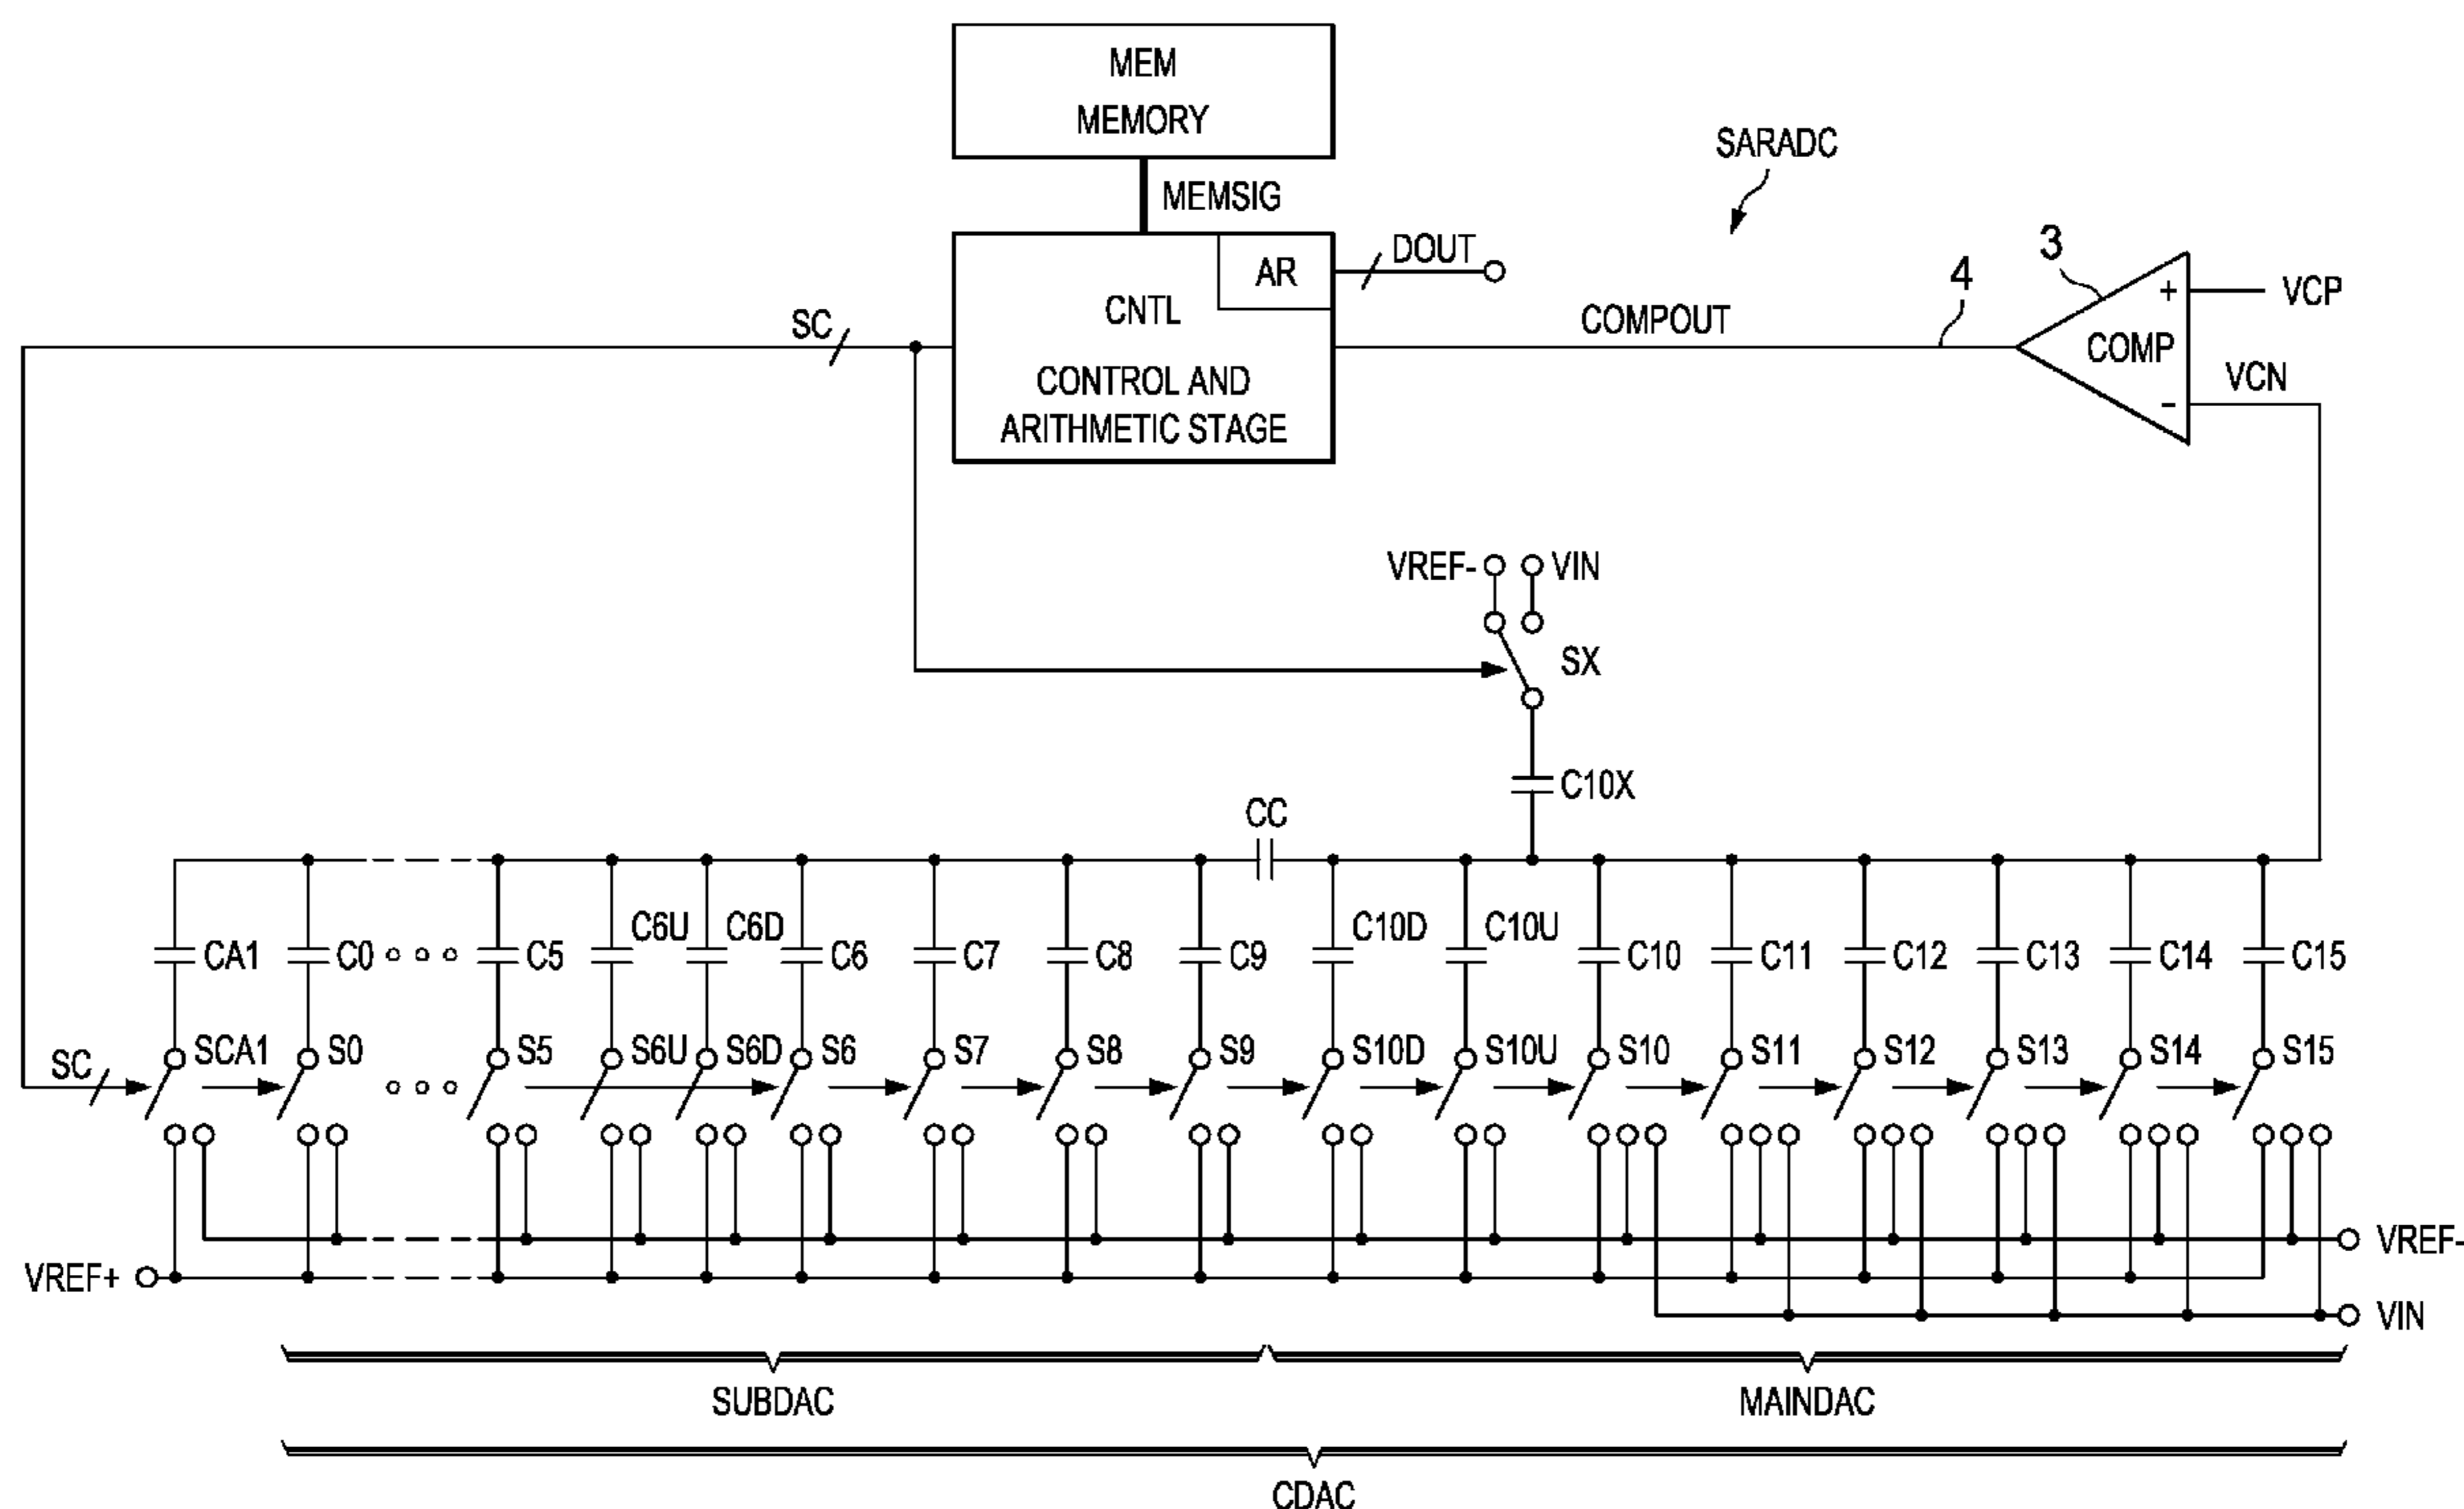 MEM
MEMORY
SARADC
MEMSIG
AR
DOUT
3
4
+
VCP
CNTL
SC
COMPOUT
COMP
VCN
-
CONTROL AND
ARITHMETIC STAGE
VREF-
VIN
SX
C10X
CC
C6U
C6D
C10D
C10U
CA1
C0
C5
C6
C7
C8
C9
C10
C11
C12
C13
C14
C15
SC
SCA1
S0
S5
S6U
S6D
S6
S7
S8
S9
S10D
S10U
S10
S11
S12
S13
S14
S15
VREF-
VREF+
VIN
SUBDAC
MAINDAC
CDAC